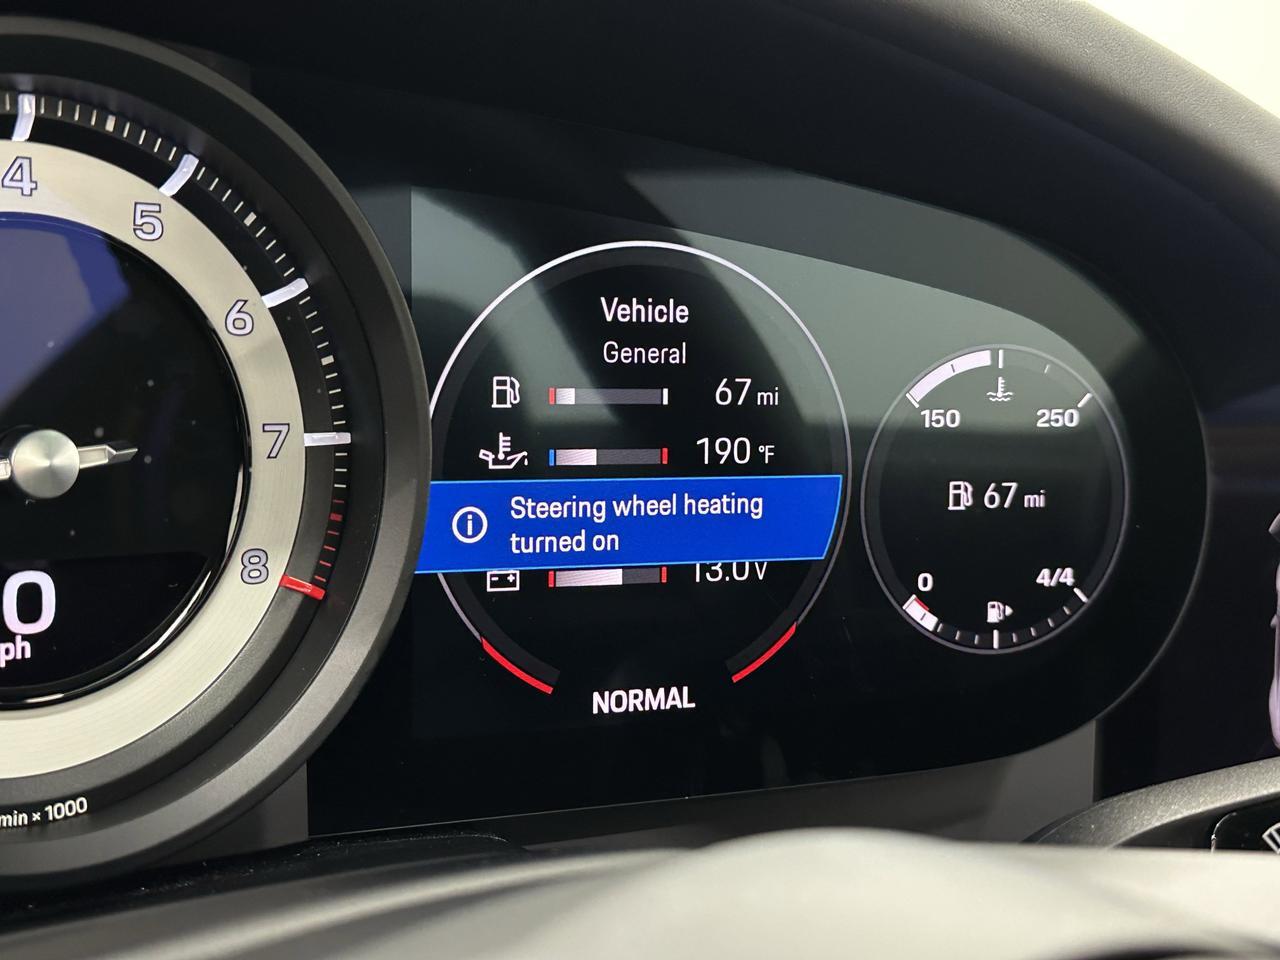 4
5
6
7
8
0
ph
min × 1000
Vehicle
General
67 mi
190 °F
Steering wheel heating
turned on
13.0V
NORMAL
150 250
67 mi
0 4/4